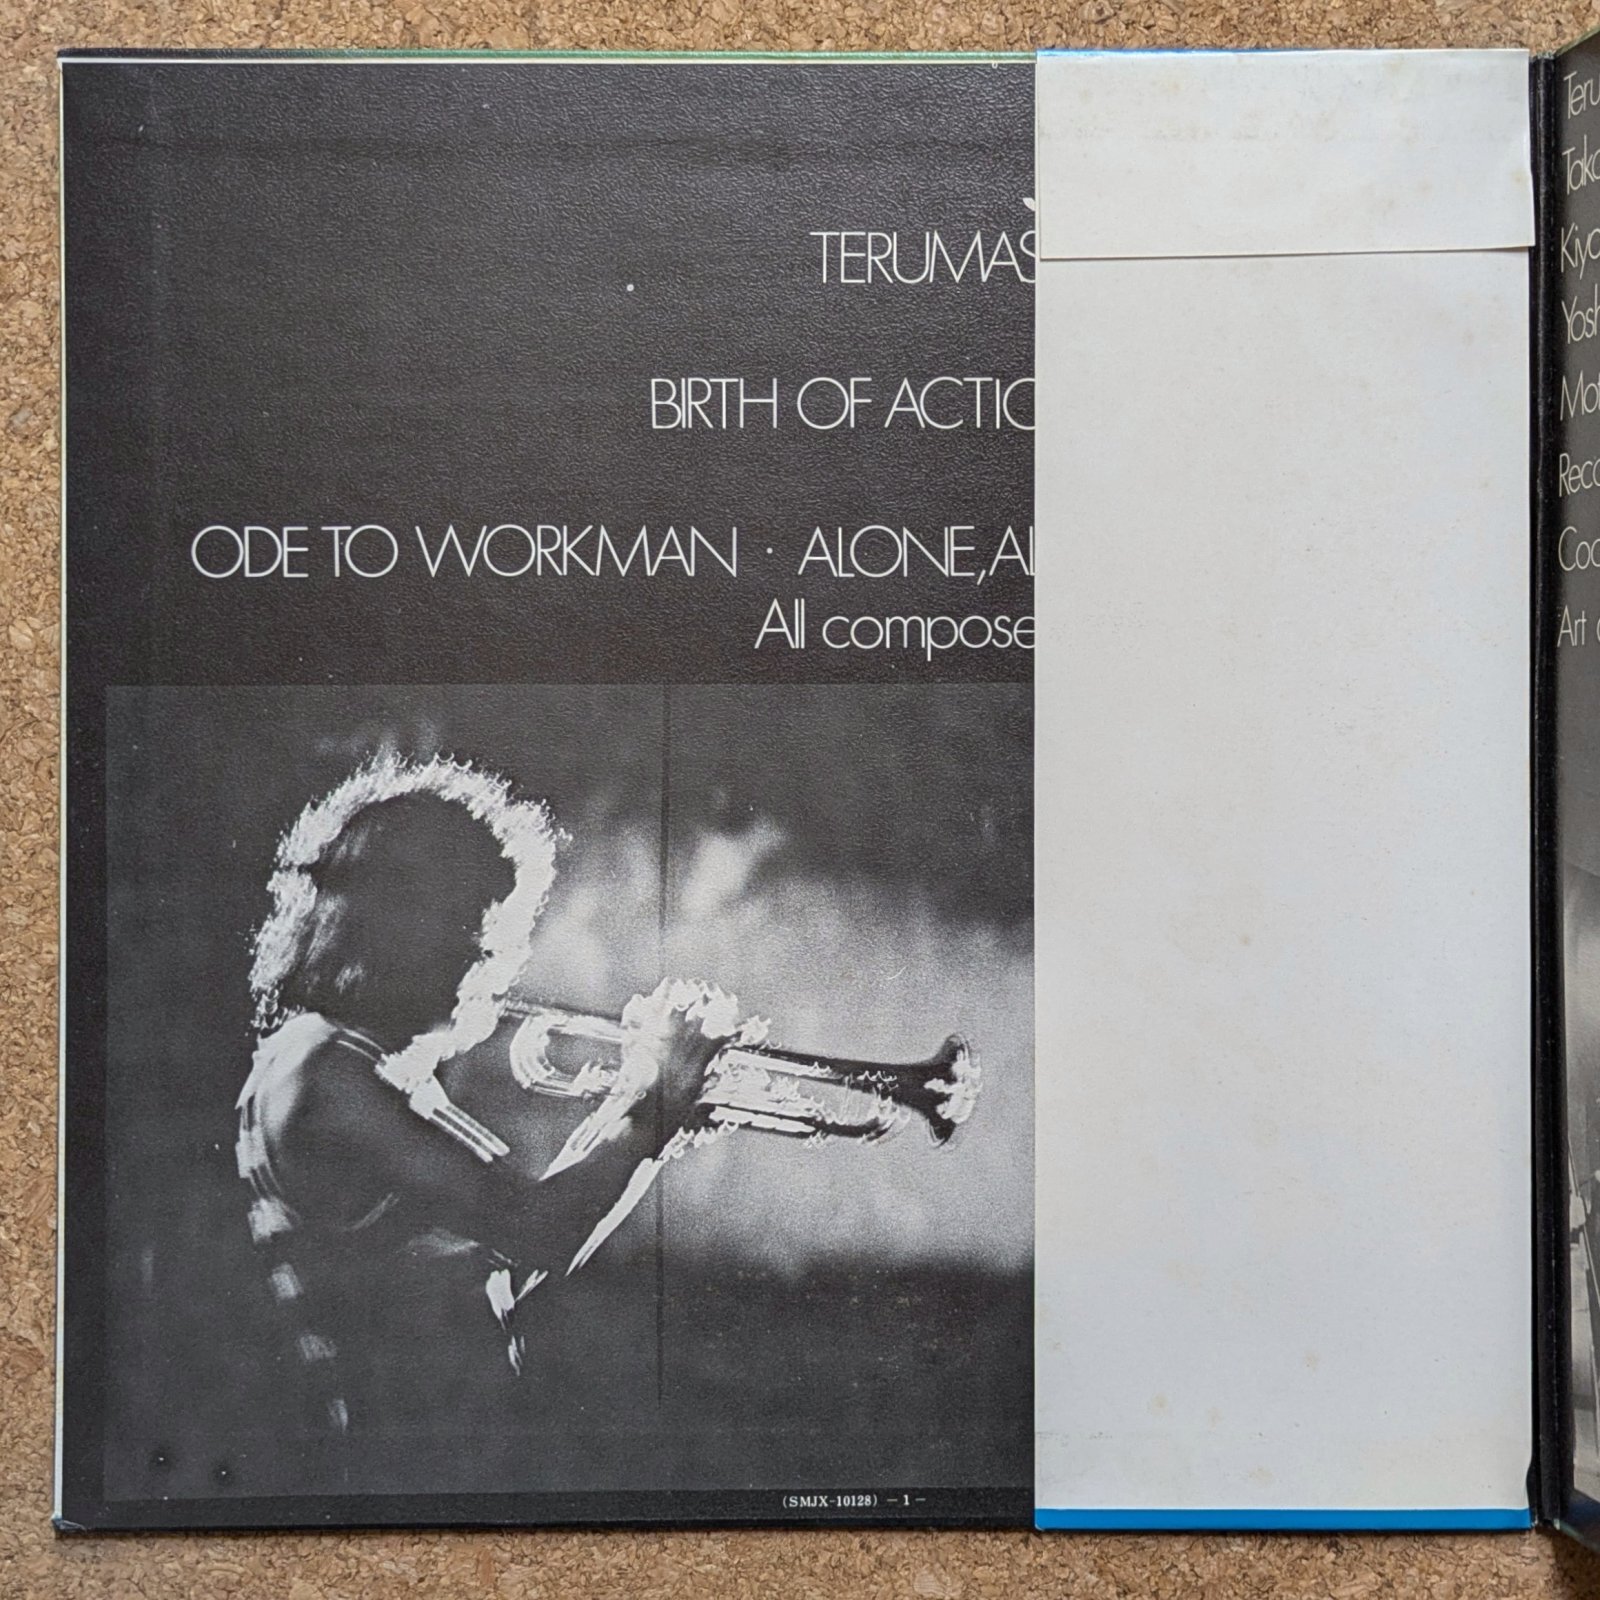 TERUMAS
BIRTH OF ACTIO
ODE TO WORKMAN · ALONE, AL
All compose
(SMJX-10128) — 1 —
Teru
Take
Kiyo
Yosh
Mot
Reco
Coo
Art